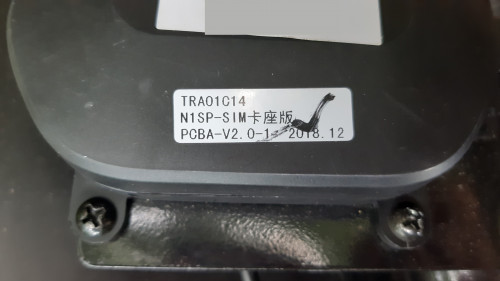 TRA01C14
N1SP-SIM卡座版
PCBA-V2.0-1- 2018.12